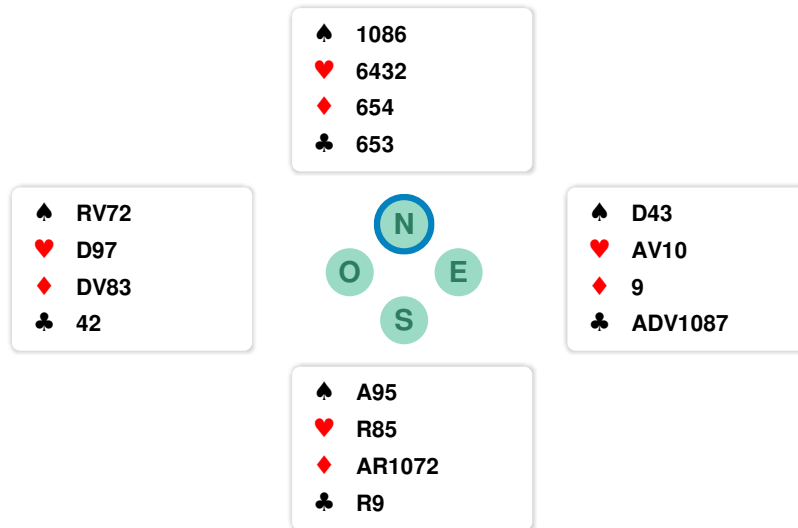 ♠ 1086
♥ 6432
♦ 654
♣ 653
♠ RV72
♥ D97
♦ DV83
♣ 42
N
O
E
S
♠ D43
♥ AV10
♦ 9
♣ ADV1087
♠ A95
♥ R85
♦ AR1072
♣ R9